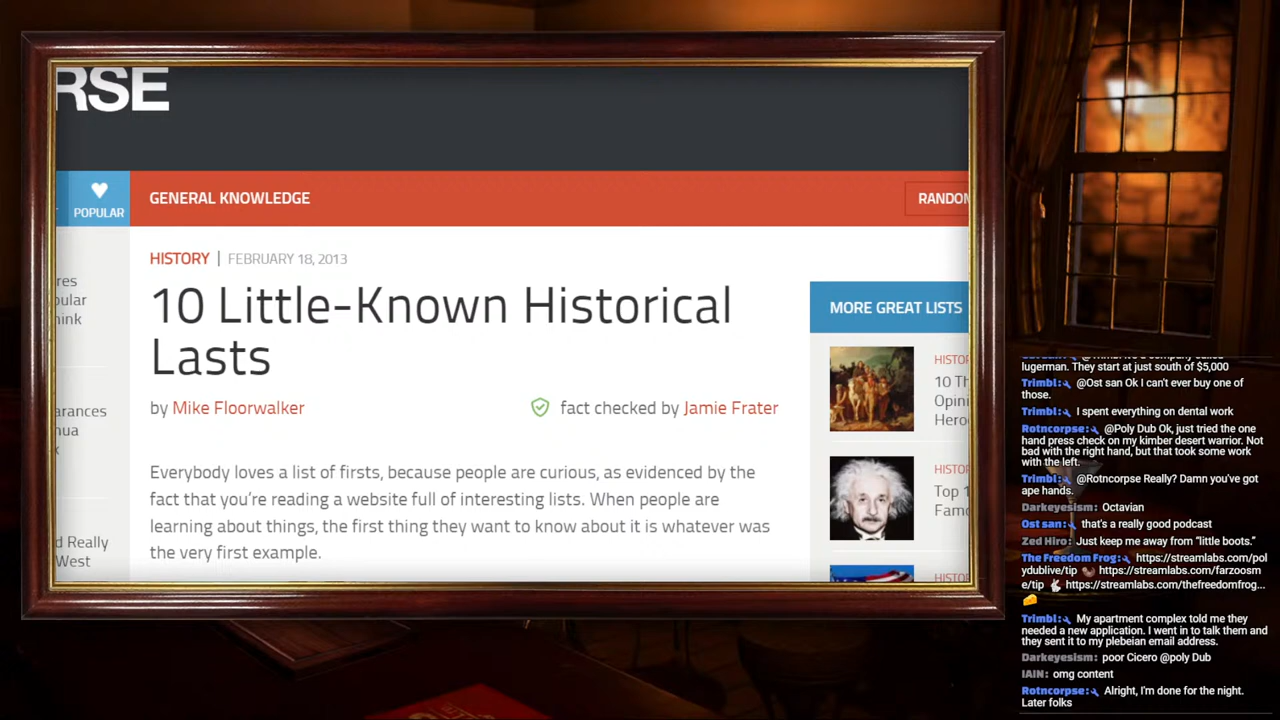 RSE
POPULAR
GENERAL KNOWLEDGE
RANDOM
HISTORY | FEBRUARY 18, 2013
10 Little-Known Historical
Lasts
by Mike Floorwalker
fact checked by Jamie Frater
Everybody loves a list of firsts, because people are curious, as evidenced by the
fact that you're reading a website full of interesting lists. When people are
learning about things, the first thing they want to know about it is whatever was
the very first example.
res
pular
hink
arances
hua
k
d Really
West
MORE GREAT LISTS
HISTOR
10 Th
Opini
Hero
HISTOR
Top 1
Famo
HISTOR
lugerman. They start at just south of $5,000
Trimbl: @Ost san Ok I can't ever buy one of
those.
Trimbl: I spent everything on dental work
Rotncorpse: @Poly Dub Ok, just tried the one
hand press check on my kimber desert warrior. Not
bad with the right hand, but that took some work
with the left.
Trimbl: @Rotncorpse Really? Damn you've got
ape hands.
Darkeyesism: Octavian
Ost san: that's a really good podcast
Zed Hiro: Just keep me away from “little boots.”
The Freedom Frog: https://streamlabs.com/pol
ydublive/tip https://streamlabs.com/farzoosm
e/tip https://streamlabs.com/thefreedomfrog...
Trimbl: My apartment complex told me they
needed a new application. I went in to talk them and
they sent it to my plebeian email address.
Darkeyesism: poor Cicero @poly Dub
IAIN: omg content
Rotncorpse: Alright, I'm done for the night.
Later folks